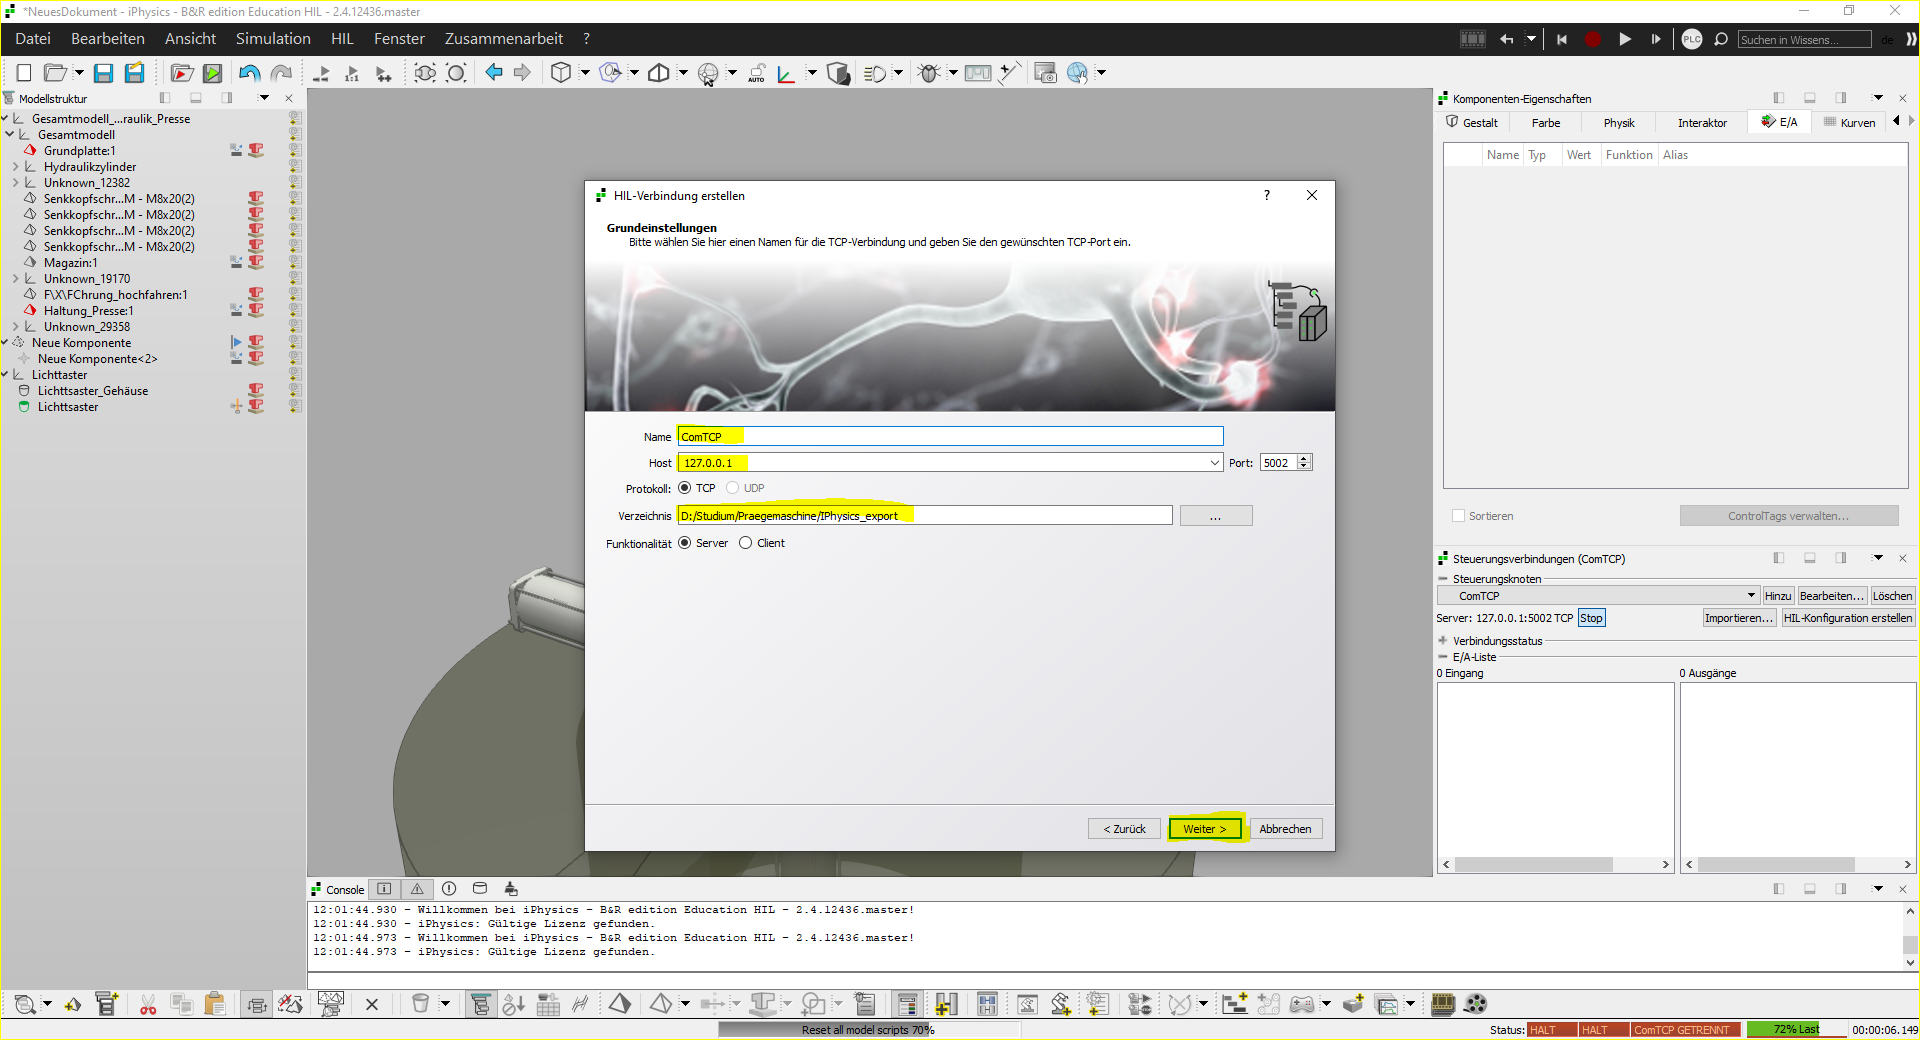 *NeuesDokument - iPhysics - B&R edition Education HIL - 2.4.12436.master
Datei Bearbeiten Ansicht Simulation HIL Fenster Zusammenarbeit ?
PLC Suchen in Wissens... de
1:1
AUTO
Modellstruktur
Gesamtmodell_...raulik_Presse
Gesamtmodell
Grundplatte:1
Hydraulikzylinder
Unknown_12382
Senkkopfschr...M - M8x20(2)
Senkkopfschr...M - M8x20(2)
Senkkopfschr...M - M8x20(2)
Senkkopfschr...M - M8x20(2)
Magazin:1
Unknown_19170
F\X\FChrung_hochfahren:1
Haltung_Presse:1
Unknown_29358
Neue Komponente
Neue Komponente<2>
Lichttaster
Lichttsaster_Gehäuse
Lichttsaster
HIL-Verbindung erstellen
?
Grundeinstellungen
Bitte wählen Sie hier einen Namen für die TCP-Verbindung und geben Sie den gewünschten TCP-Port ein.
Name ComTCP
Host 127.0.0.1 Port: 5002
Protokoll: TCP UDP
Verzeichnis D:/Studium/Praegemaschine/IPhysics_export ...
Funktionalität Server Client
< Zurück Weiter > Abbrechen
Komponenten-Eigenschaften
Gestalt Farbe Physik Interaktor E/A Kurven
Name Typ Wert Funktion Alias
Sortieren ControlTags verwalten...
Steuerungsverbindungen (ComTCP)
Steuerungsknoten
ComTCP Hinzu Bearbeiten... Löschen
Server: 127.0.0.1:5002 TCP Stop Importieren... HIL-Konfiguration erstellen
Verbindungsstatus
E/A-Liste
0 Eingang 0 Ausgänge
Console
12:01:44.930 - Willkommen bei iPhysics - B&R edition Education HIL - 2.4.12436.master!
12:01:44.930 - iPhysics: Gültige Lizenz gefunden.
12:01:44.973 - Willkommen bei iPhysics - B&R edition Education HIL - 2.4.12436.master!
12:01:44.973 - iPhysics: Gültige Lizenz gefunden.
Reset all model scripts 70%
Status: HALT HALT ComTCP GETRENNT 72% Last 00:00:06.149